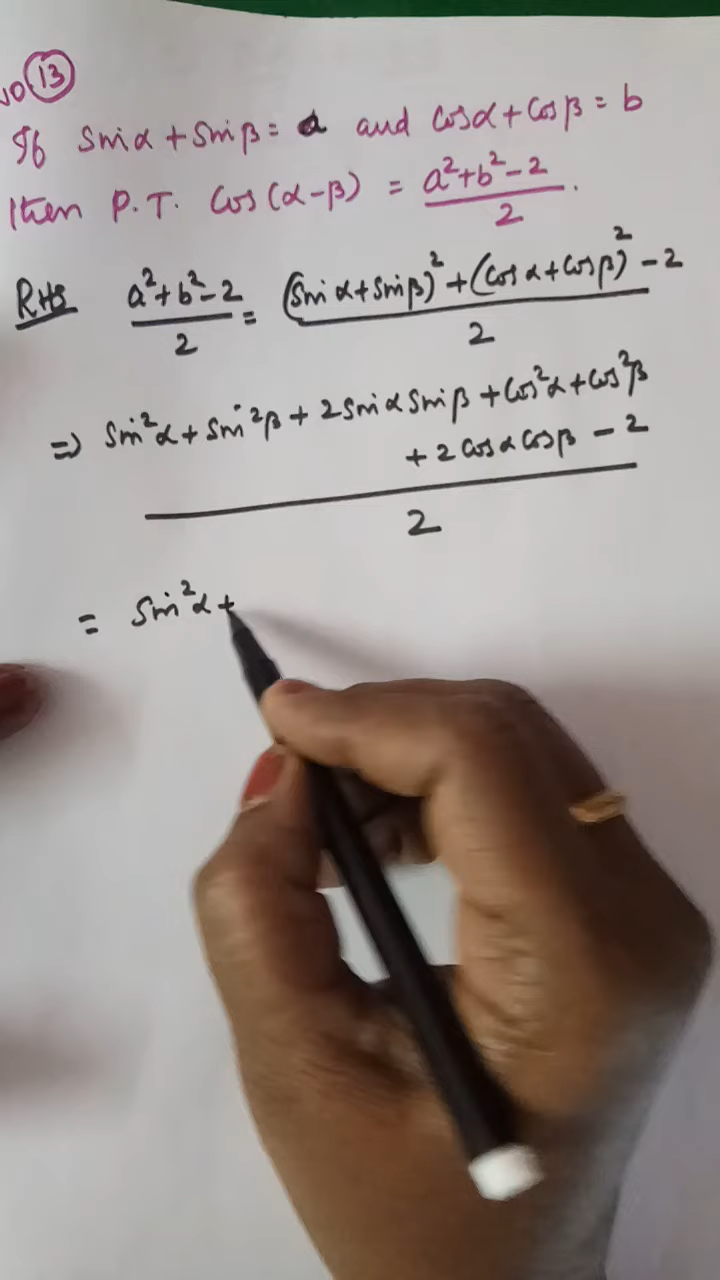 NO 13
If sinα + sinβ = a and cosα + cosβ = b
then P.T. cos(α-β) = a²+b²-2 / 2.
RHS a²+b²-2 / 2 = (sinα+sinβ)² + (cosα+cosβ)² - 2 / 2
⇒ sin²α + sin²β + 2sinα sinβ + cos²α + cos²β
+ 2cosα cosβ - 2
2
= sin²α +